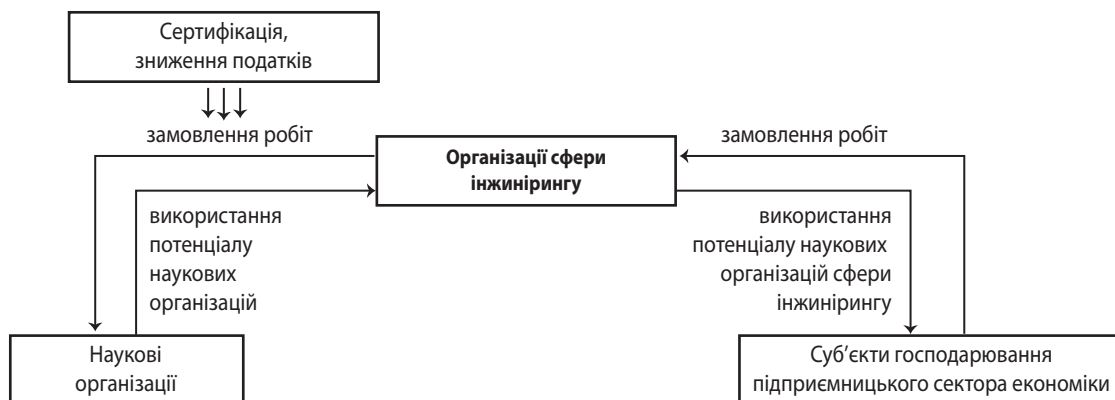 Сертифікація,
зниження податків
замовлення робіт
замовлення робіт
Організації сфери
інжинірингу
використання
потенціалу
наукових
організацій
використання
потенціалу наукових
організацій сфери
інжинірингу
Наукові
організації
Суб’єкти господарювання
підприємницького сектора економіки